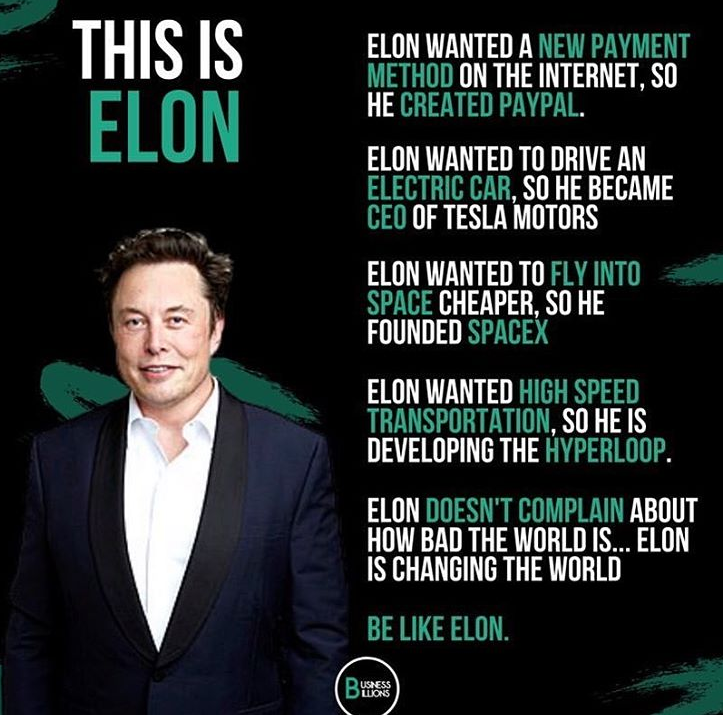 THIS IS
ELON
ELON WANTED A NEW PAYMENT
METHOD ON THE INTERNET, SO
HE CREATED PAYPAL.
ELON WANTED TO DRIVE AN
ELECTRIC CAR, SO HE BECAME
CEO OF TESLA MOTORS
ELON WANTED TO FLY INTO
SPACE CHEAPER, SO HE
FOUNDED SPACEX
ELON WANTED HIGH SPEED
TRANSPORTATION, SO HE IS
DEVELOPING THE HYPERLOOP.
ELON DOESN'T COMPLAIN ABOUT
HOW BAD THE WORLD IS... ELON
IS CHANGING THE WORLD
BE LIKE ELON.
BUSINESS
BILLIONS